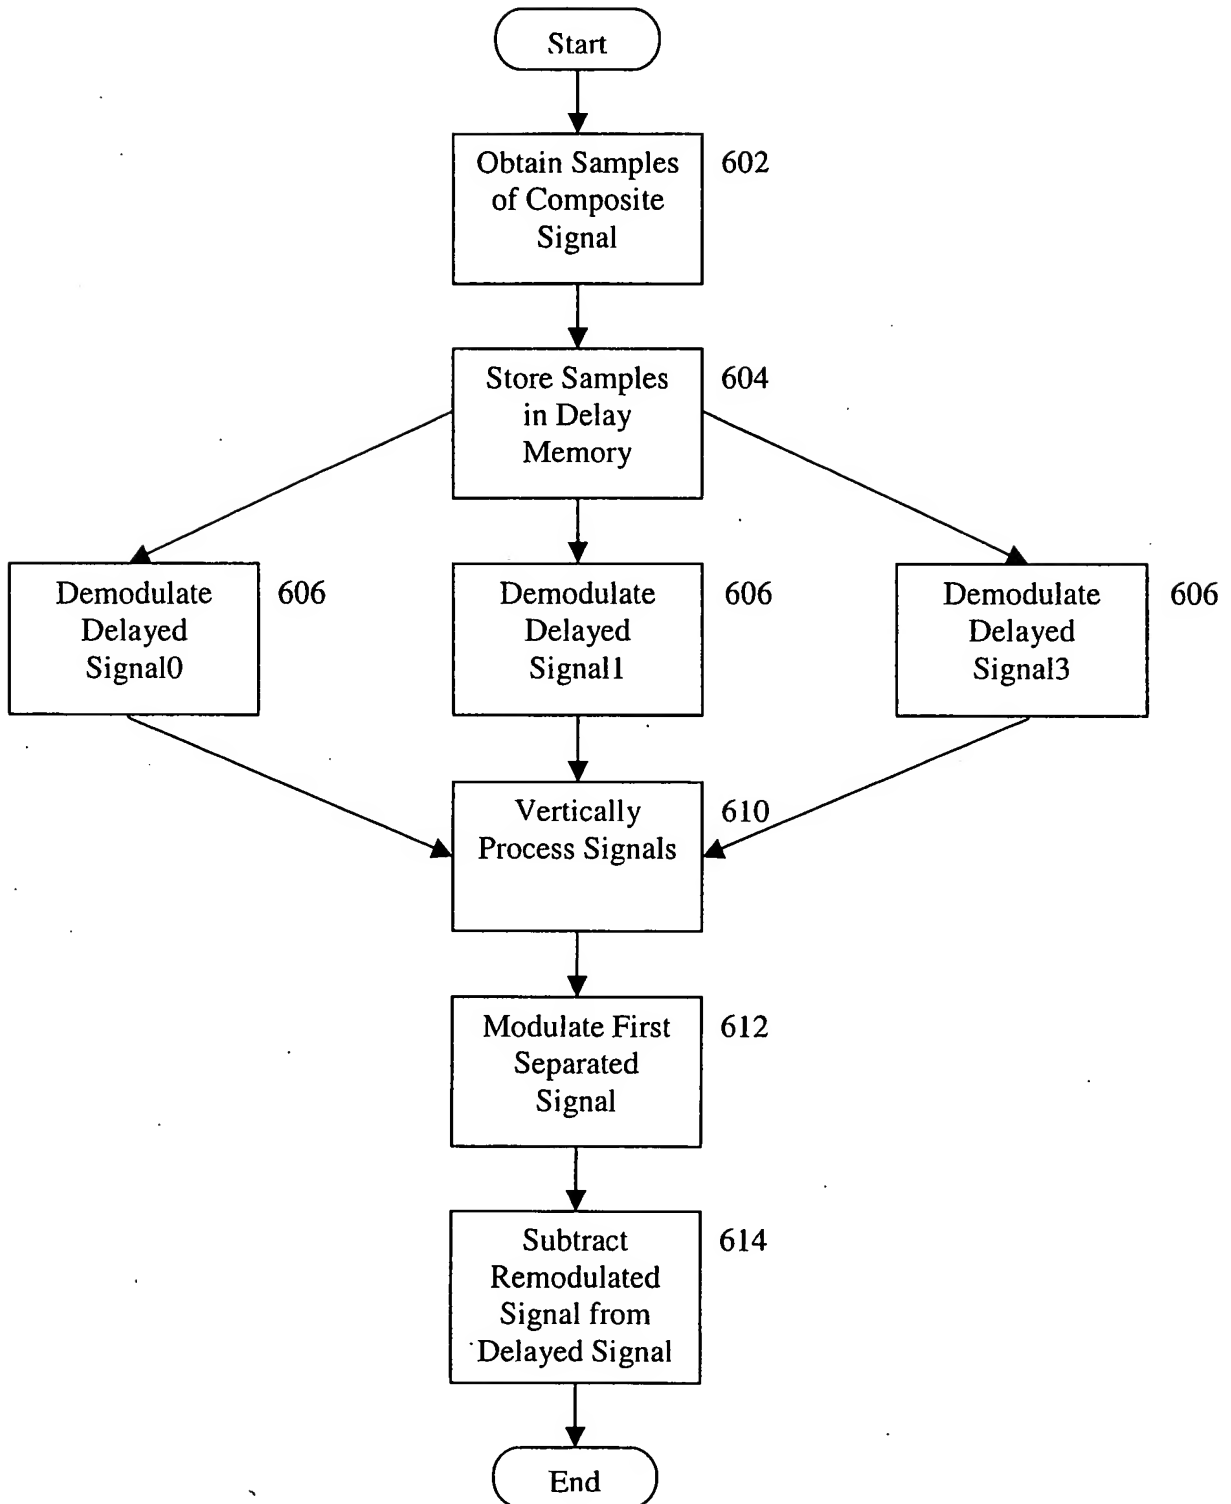 Start
Obtain Samples
of Composite
Signal
602
Store Samples
in Delay
Memory
604
Demodulate
Delayed
Signal0
606
Demodulate
Delayed
Signal1
606
Demodulate
Delayed
Signal3
606
Vertically
Process Signals
610
Modulate First
Separated
Signal
612
Subtract
Remodulated
Signal from
Delayed Signal
614
End